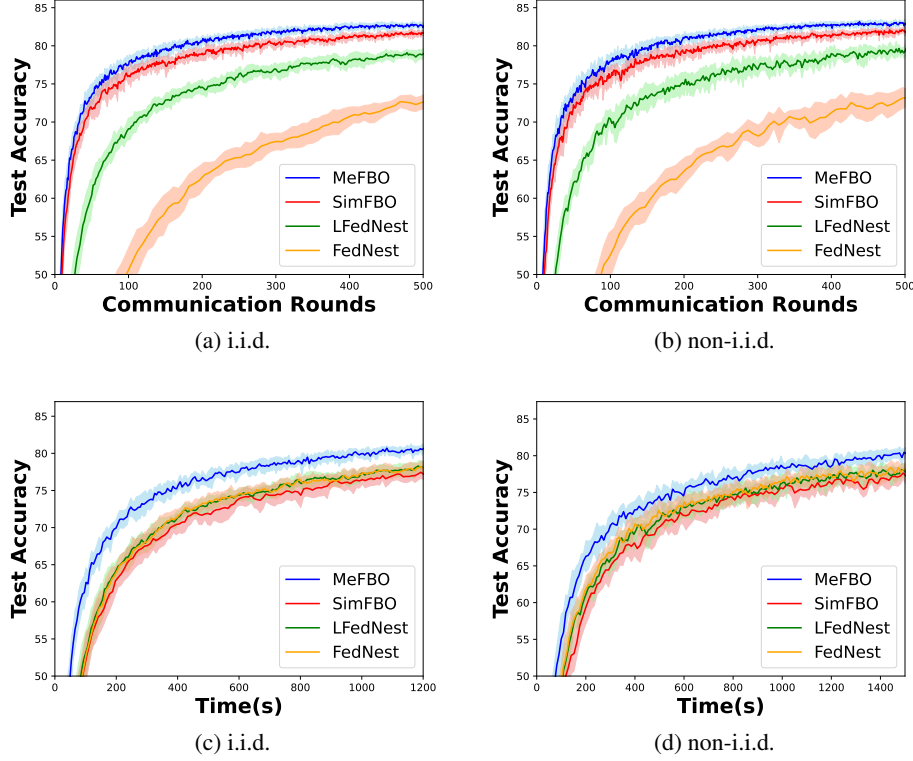 Test Accuracy
85
80
75
70
65
60
55
50
0 100 200 300 400 500
Communication Rounds
MeFBO
SimFBO
LFedNest
FedNest
(a) i.i.d.
Test Accuracy
85
80
75
70
65
60
55
50
0 100 200 300 400 500
Communication Rounds
MeFBO
SimFBO
LFedNest
FedNest
(b) non-i.i.d.
Test Accuracy
85
80
75
70
65
60
55
50
0 200 400 600 800 1000 1200
Time(s)
MeFBO
SimFBO
LFedNest
FedNest
(c) i.i.d.
Test Accuracy
85
80
75
70
65
60
55
50
0 200 400 600 800 1000 1200 1400
Time(s)
MeFBO
SimFBO
LFedNest
FedNest
(d) non-i.i.d.